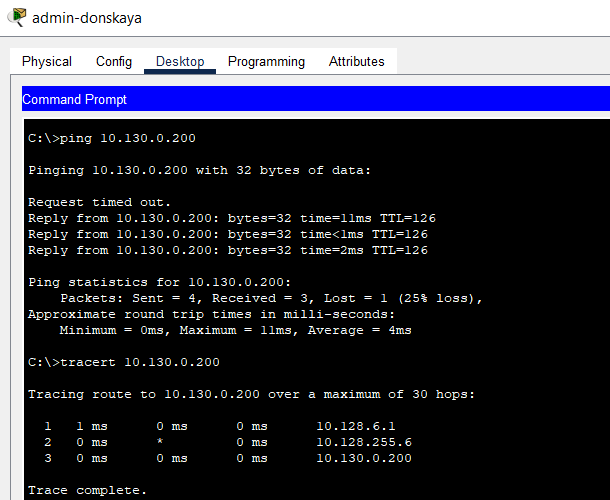 admin-donskaya
Physical Config Desktop Programming Attributes
Command Prompt
C:\>ping 10.130.0.200
Pinging 10.130.0.200 with 32 bytes of data:
Request timed out.
Reply from 10.130.0.200: bytes=32 time=11ms TTL=126
Reply from 10.130.0.200: bytes=32 time<1ms TTL=126
Reply from 10.130.0.200: bytes=32 time=2ms TTL=126
Ping statistics for 10.130.0.200:
    Packets: Sent = 4, Received = 3, Lost = 1 (25% loss),
Approximate round trip times in milli-seconds:
    Minimum = 0ms, Maximum = 11ms, Average = 4ms
C:\>tracert 10.130.0.200
Tracing route to 10.130.0.200 over a maximum of 30 hops:
  1   1 ms      0 ms      0 ms      10.128.6.1
  2   0 ms      *         0 ms      10.128.255.6
  3   0 ms      0 ms      0 ms      10.130.0.200
Trace complete.